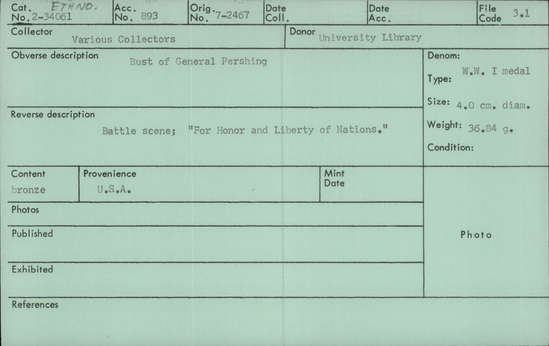 Cat. ETHNO. Acc. Orig. Date Date File 3.1
No. 2-34061 No. 893 No. 7-2467 Coll. Acc. Code
Collector Donor
Various Collectors University Library
Obverse description Denom:
Bust of General Pershing
Type: W.W. I medal
Size: 4.0 cm. diam.
Reverse description
Weight: 36.84 g.
Battle scene; "For Honor and Liberty of Nations."
Condition:
Content Provenience Mint
bronze U.S.A. Date
Photos
Published Photo
Exhibited
References